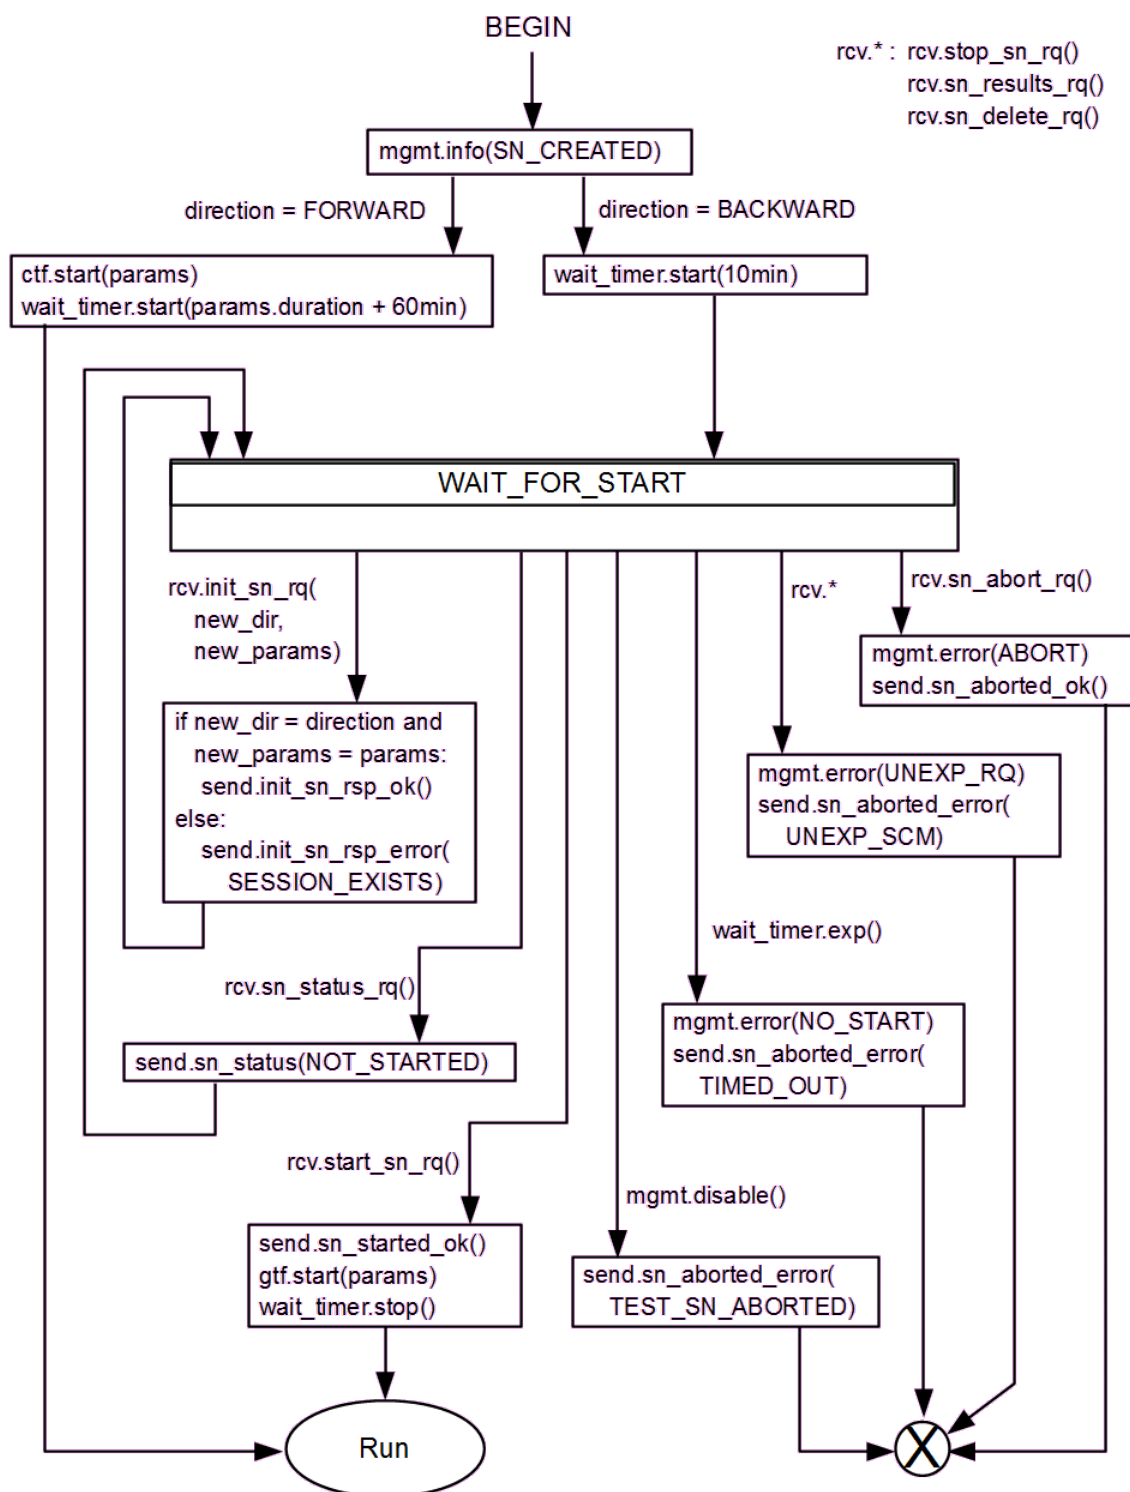 BEGIN
rcv.* : rcv.stop_sn_rq()
rcv.sn_results_rq()
rcv.sn_delete_rq()
mgmt.info(SN_CREATED)
direction = FORWARD
direction = BACKWARD
ctf.start(params)
wait_timer.start(params.duration + 60min)
wait_timer.start(10min)
WAIT_FOR_START
rcv.init_sn_rq(
new_dir,
new_params)
rcv.*
rcv.sn_abort_rq()
mgmt.error(ABORT)
send.sn_aborted_ok()
if new_dir = direction and
new_params = params:
send.init_sn_rsp_ok()
else:
send.init_sn_rsp_error(
SESSION_EXISTS)
mgmt.error(UNEXP_RQ)
send.sn_aborted_error(
UNEXP_SCM)
wait_timer.exp()
rcv.sn_status_rq()
mgmt.error(NO_START)
send.sn_aborted_error(
TIMED_OUT)
send.sn_status(NOT_STARTED)
rcv.start_sn_rq()
mgmt.disable()
send.sn_started_ok()
gtf.start(params)
wait_timer.stop()
send.sn_aborted_error(
TEST_SN_ABORTED)
Run
X